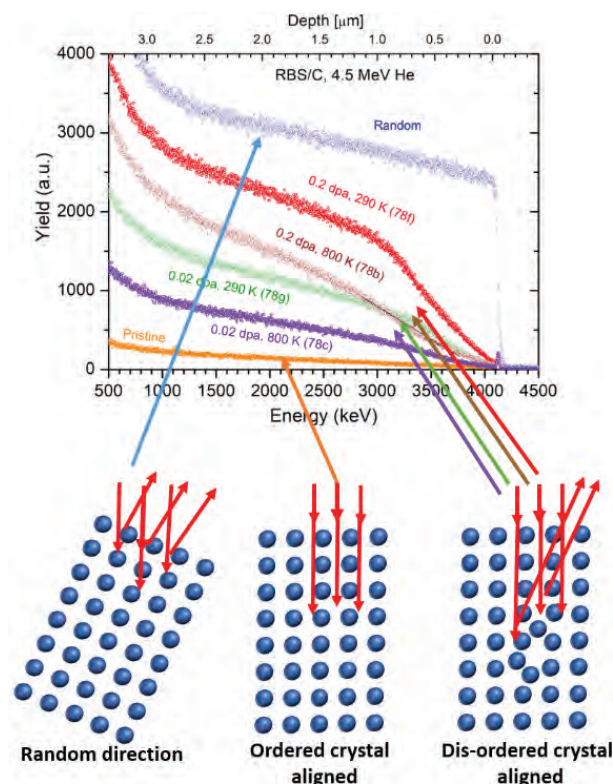 Depth [μm]
3.0 2.5 2.0 1.5 1.0 0.5 0.0
4000
RBS/C, 4.5 MeV He
Random
3000
0.2 dpa, 290 K (78f)
Yield (a.u.)
2000
0.2 dpa, 800 K (78b)
0.02 dpa, 290 K (78g)
1000
Pristine
0.02 dpa, 800 K (78c)
0
500 1000 1500 2000 2500 3000 3500 4000 4500
Energy (keV)
Random direction
Ordered crystal
aligned
Dis-ordered crystal
aligned